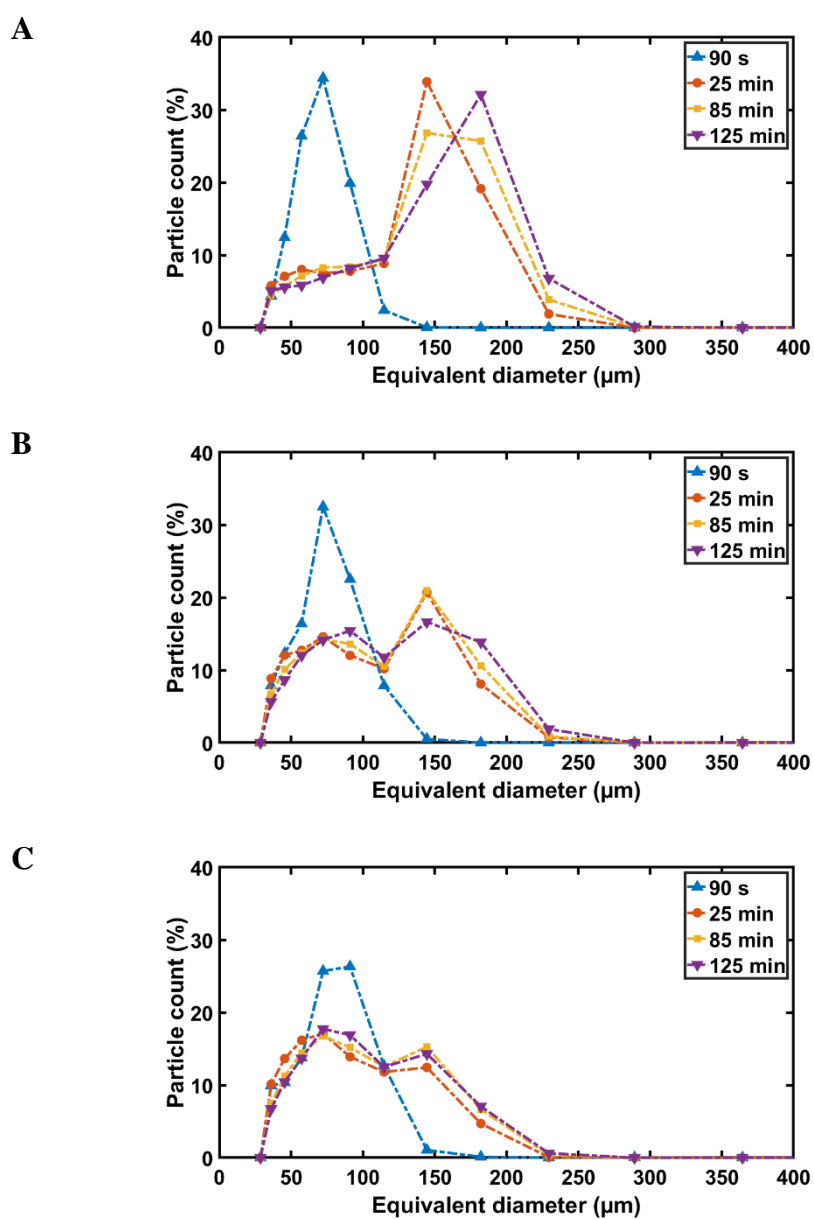 A
40
30
20
10
0
Particle count (%)
90 s
25 min
85 min
125 min
0 50 100 150 200 250 300 350 400
Equivalent diameter (µm)
B
40
30
20
10
0
Particle count (%)
90 s
25 min
85 min
125 min
0 50 100 150 200 250 300 350 400
Equivalent diameter (µm)
C
40
30
20
10
0
Particle count (%)
90 s
25 min
85 min
125 min
0 50 100 150 200 250 300 350 400
Equivalent diameter (µm)